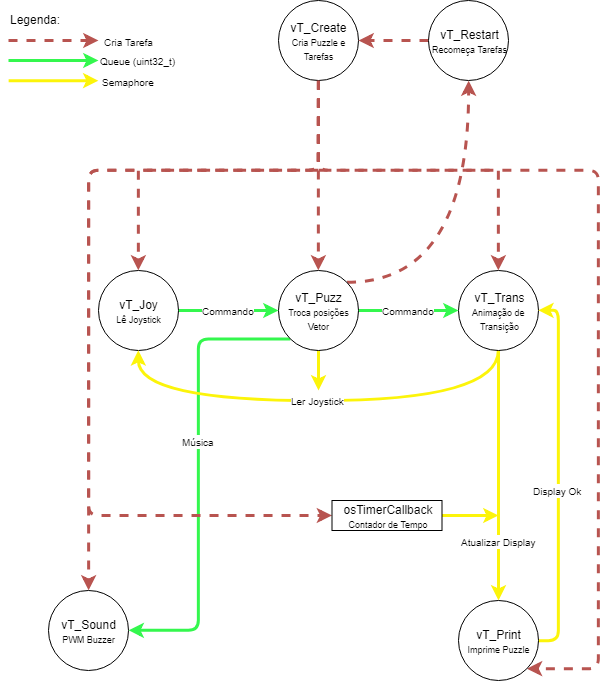 Legenda:
Cria Tarefa
Queue (uint32_t)
Semaphore
vT_Create
Cria Puzzle e
Tarefas
vT_Restart
Recomeça Tarefas
vT_Joy
Lê Joystick
Commando
vT_Puzz
Troca posições
Vetor
Commando
vT_Trans
Animação de
Transição
Ler Joystick
Música
Display Ok
osTimerCallback
Contador de Tempo
Atualizar Display
vT_Sound
PWM Buzzer
vT_Print
Imprime Puzzle